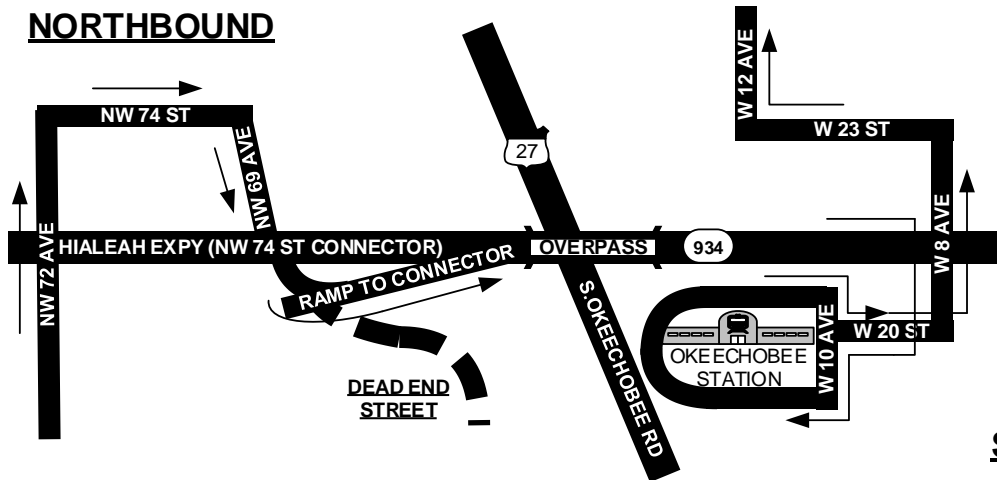 NORTHBOUND
W 12 AVE
NW 74 ST
W 23 ST
NW 69 AVE
27
W 8 AVE
HIALEAH EXPY (NW 74 ST CONNECTOR)
OVERPASS
934
NW 72 AVE
RAMP TO CONNECTOR
S.OKEECHOBEE RD
W 20 ST
W 10 AVE
OKEECHOBEE
STATION
DEAD END
STREET
S